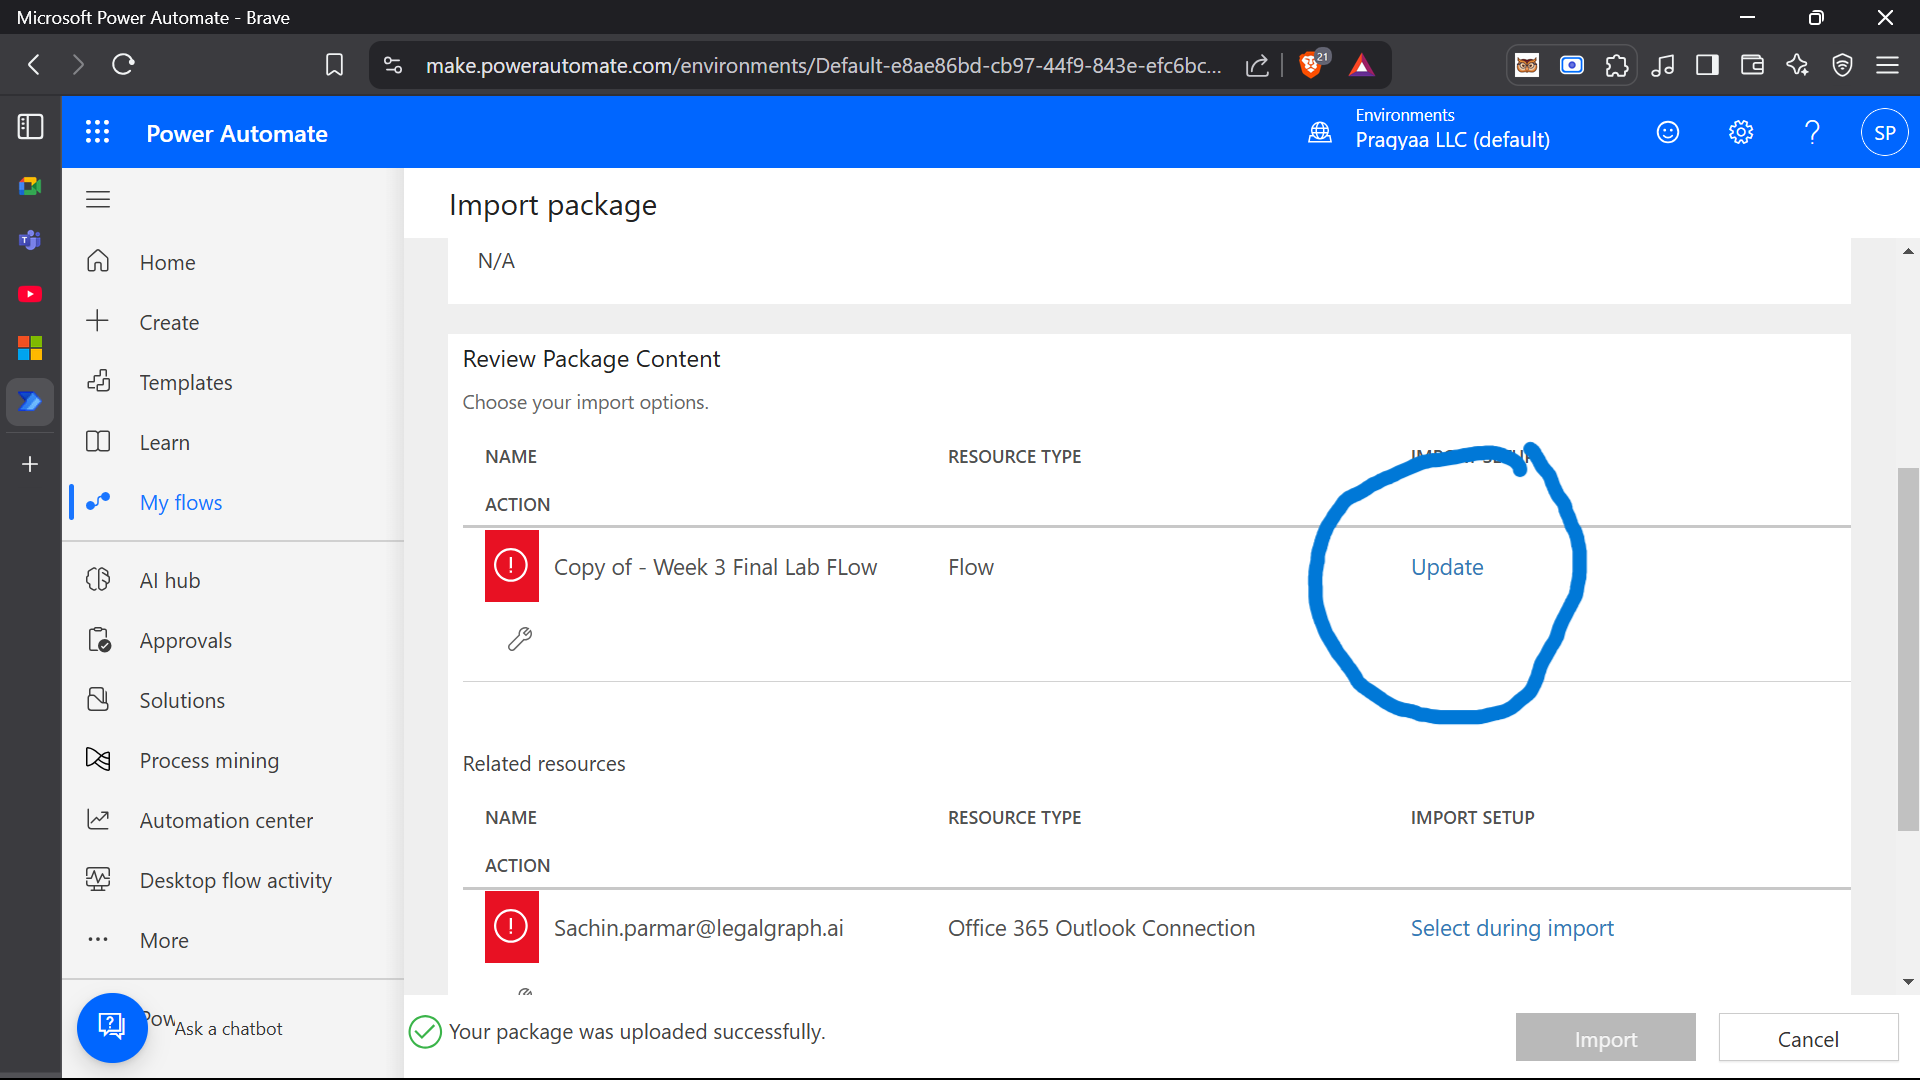 Microsoft Power Automate - Brave
make.powerautomate.com/environments/Default-e8ae86bd-cb97-44f9-843e-efc6bc...
21
Power Automate
Environments
Pragyaa LLC (default)
SP
Import package
Home
Create
Templates
Learn
My flows
AI hub
Approvals
Solutions
Process mining
Automation center
Desktop flow activity
More
Pow
Ask a chatbot
N/A
Review Package Content
Choose your import options.
NAME RESOURCE TYPE IMPORT SETUP
ACTION
Copy of - Week 3 Final Lab FLow Flow Update
Related resources
NAME RESOURCE TYPE IMPORT SETUP
ACTION
Sachin.parmar@legalgraph.ai Office 365 Outlook Connection Select during import
Your package was uploaded successfully.
Import Cancel